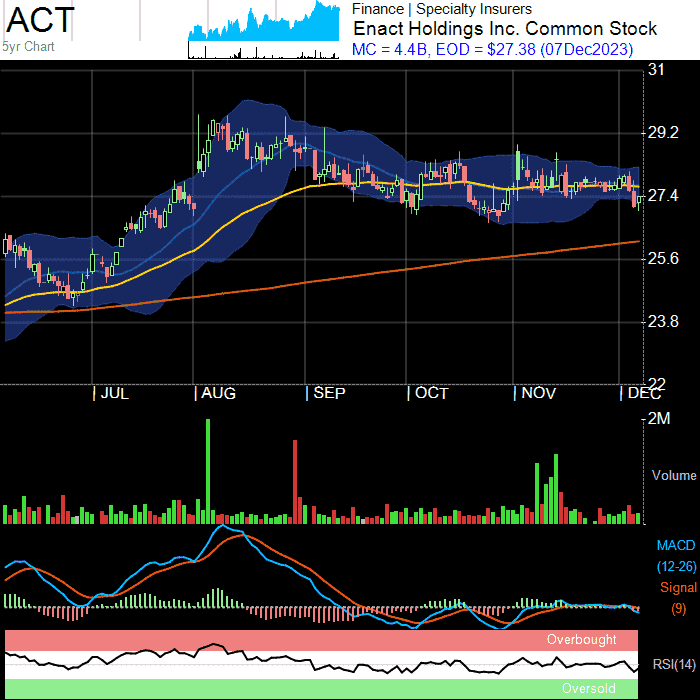 ACT
5yr Chart
Finance | Specialty Insurers
Enact Holdings Inc. Common Stock
MC = 4.4B, EOD = $27.38 (07Dec2023)
31
29.2
27.4
25.6
23.8
22
| JUL | AUG | SEP | OCT | NOV | DEC
2M
Volume
MACD
(12-26)
Signal
(9)
Overbought
RSI(14)
Oversold